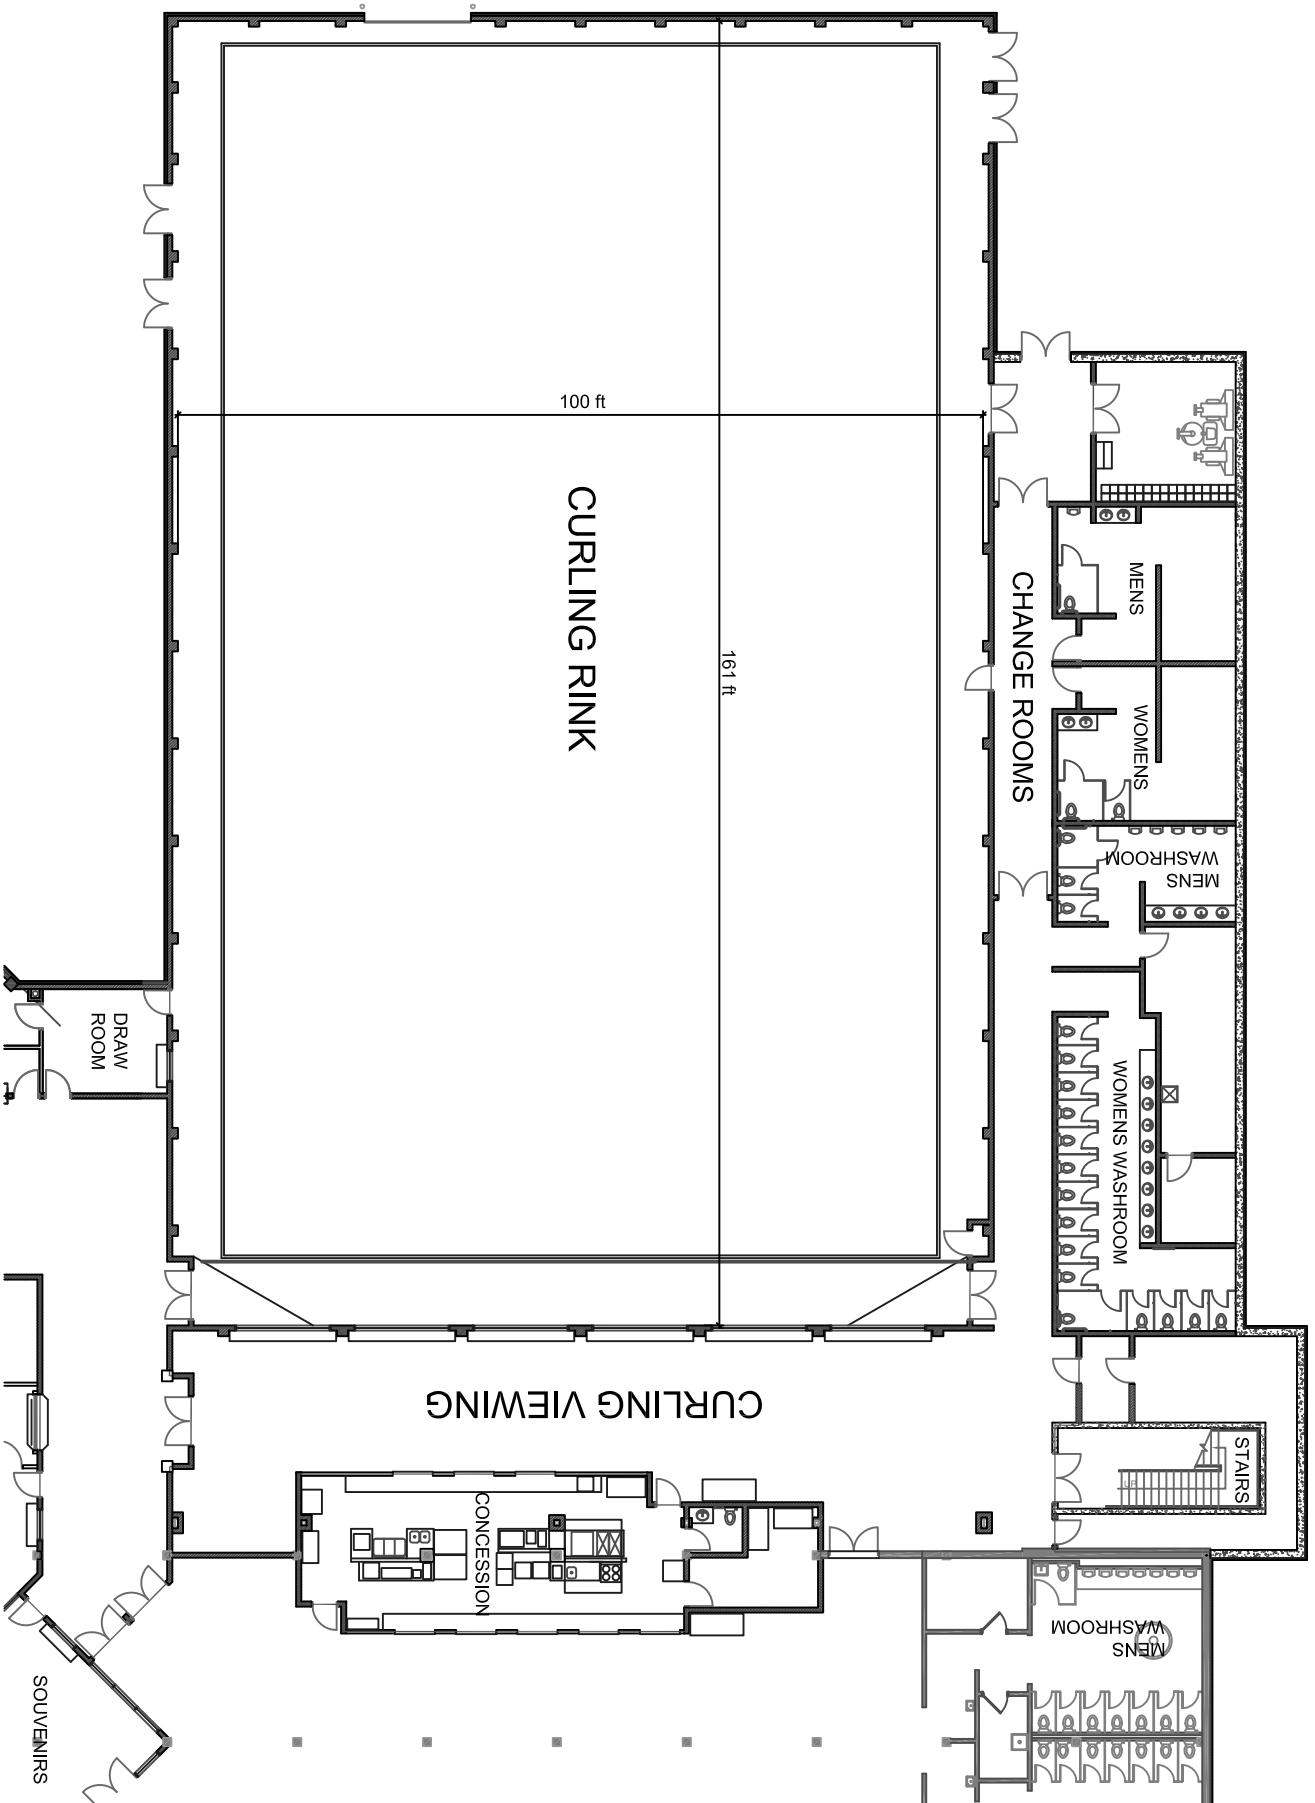 100 ft
CURLING RINK
161 ft
CHANGE ROOMS
MENS
WOMENS
MENS
WASHROOM
WOMENS WASHROOM
DRAW
ROOM
CURLING VIEWING
STAIRS
UP
CONCESSION
MENS
WASHROOM
SOUVENIRS